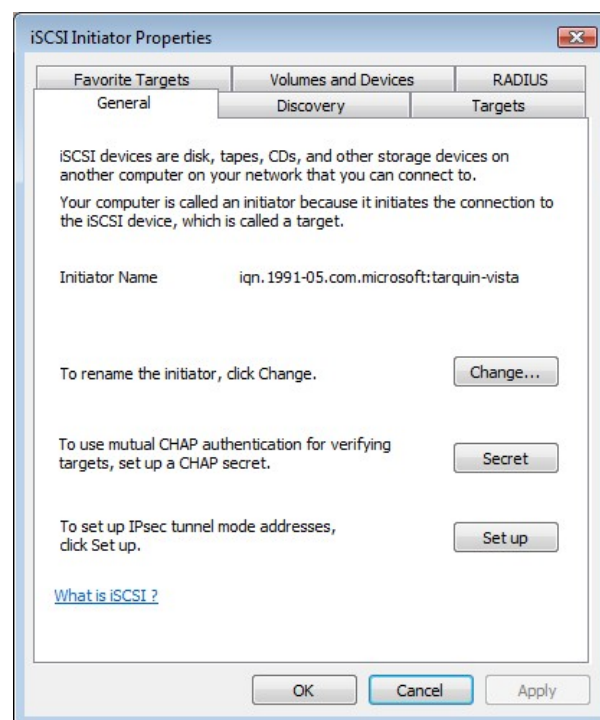 iSCSI Initiator Properties
Favorite Targets
Volumes and Devices
RADIUS
General
Discovery
Targets
iSCSI devices are disk, tapes, CDs, and other storage devices on
another computer on your network that you can connect to.
Your computer is called an initiator because it initiates the connection to
the iSCSI device, which is called a target.
Initiator Name iqn.1991-05.com.microsoft:tarquin-vista
To rename the initiator, click Change.
Change...
To use mutual CHAP authentication for verifying
targets, set up a CHAP secret.
Secret
To set up IPsec tunnel mode addresses,
click Set up.
Set up
What is iSCSI ?
OK
Cancel
Apply